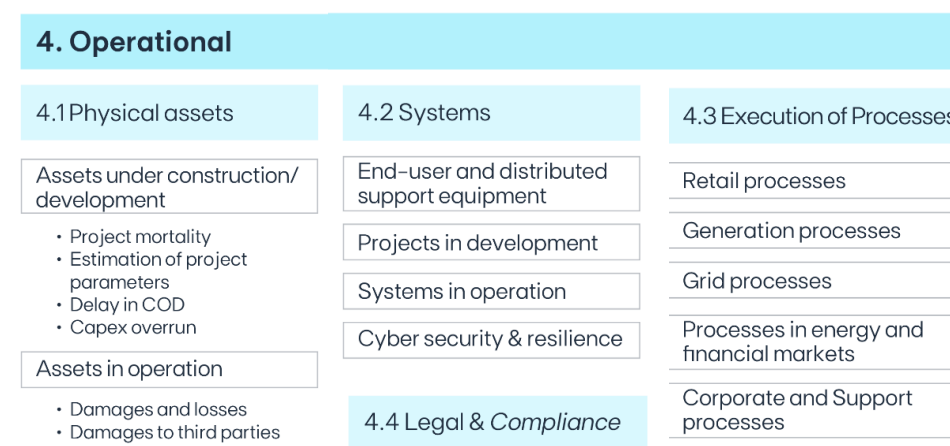 4. Operational
4.1 Physical assets
Assets under construction/
development
• Project mortality
• Estimation of project
parameters
• Delay in COD
• Capex overrun
Assets in operation
• Damages and losses
• Damages to third parties
4.2 Systems
End-user and distributed
support equipment
Projects in development
Systems in operation
Cyber security & resilience
4.3 Execution of Processes
Retail processes
Generation processes
Grid processes
Processes in energy and
financial markets
Corporate and Support
processes
4.4 Legal & Compliance